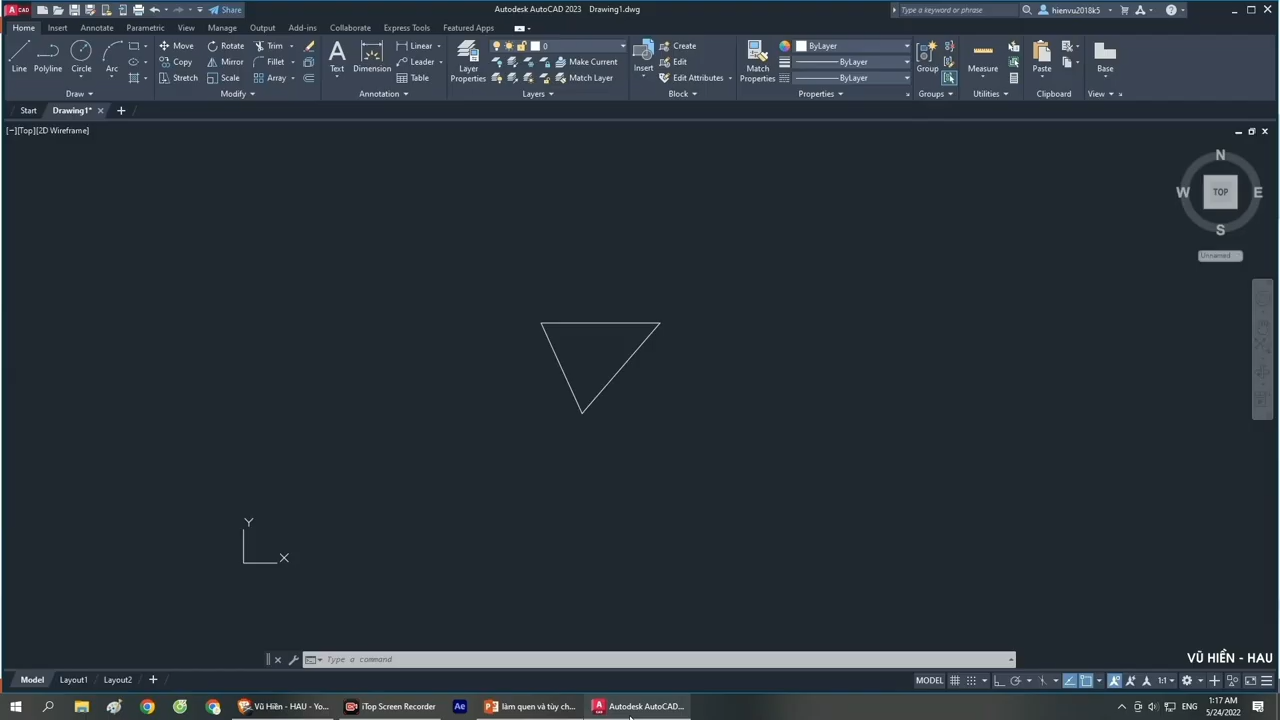 CAD
Share
Autodesk AutoCAD 2023 Drawing1.dwg
Type a keyword or phrase
hienvu2018k5
Home Insert Annotate Parametric View Manage Output Add-ins Collaborate Express Tools Featured Apps
Line Polyline Circle Arc
Move Rotate Trim
Copy Mirror Fillet
Stretch Scale Array
Text Dimension
Linear
Leader
Table
Layer Properties
0
Make Current
Match Layer
Insert
Create
Edit
Edit Attributes
Match Properties
ByLayer
ByLayer
ByLayer
Group
Measure
Paste
Base
Draw Modify Annotation Layers Block Properties Groups Utilities Clipboard View
Start Drawing1*
[−][Top][2D Wireframe]
N
W TOP E
S
Unnamed
Y
X
Type a command
VŨ HIỂN - HAU
Model Layout1 Layout2
MODEL
1:1
Vũ Hiển - HAU - Yo...
iTop Screen Recorder
Ae
làm quen và tùy ch...
Autodesk AutoCAD...
ENG
1:17 AM
5/24/2022